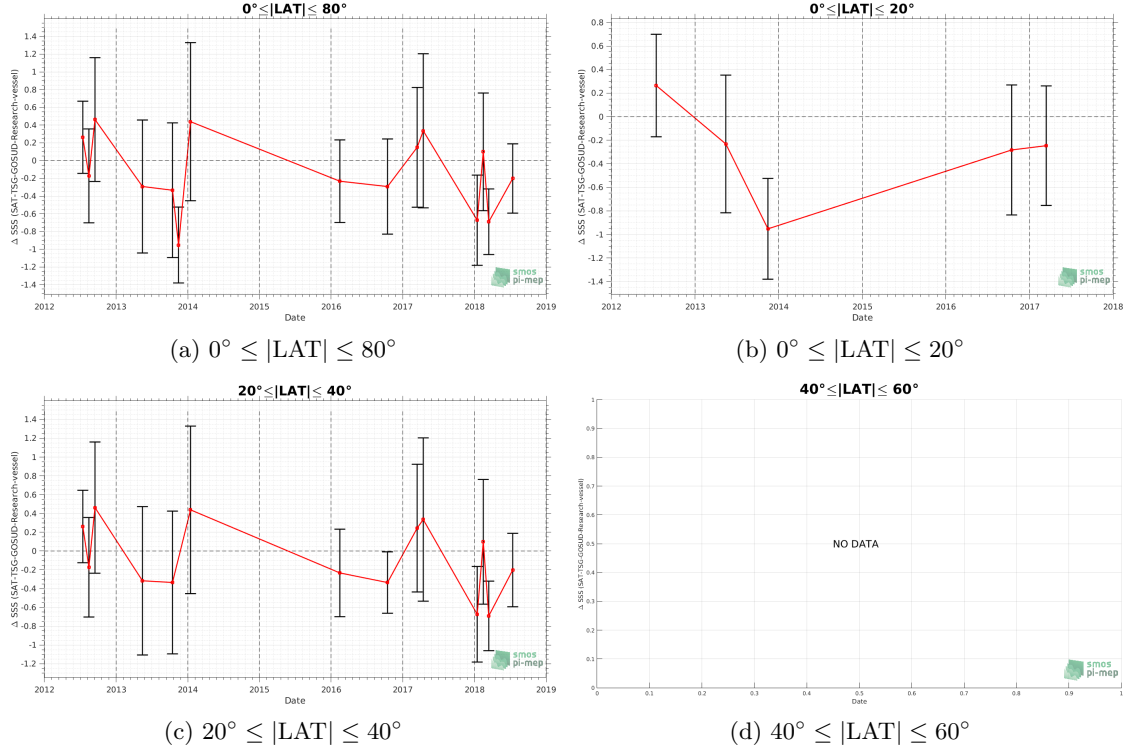 0°≤|LAT|≤ 80°
Δ SSS (SAT-TSG-GOSUD-Research-vessel)
1.4
1.2
1
0.8
0.6
0.4
0.2
0
-0.2
-0.4
-0.6
-0.8
-1
-1.2
-1.4
2012 2013 2014 2015 2016 2017 2018 2019
Date
smos
pi-mep
(a) 0° ≤ |LAT| ≤ 80°
0°≤|LAT|≤ 20°
Δ SSS (SAT-TSG-GOSUD-Research-vessel)
0.8
0.6
0.4
0.2
0
-0.2
-0.4
-0.6
-0.8
-1
-1.2
-1.4
2012 2013 2014 2015 2016 2017 2018
Date
smos
pi-mep
(b) 0° ≤ |LAT| ≤ 20°
20°≤|LAT|≤ 40°
Δ SSS (SAT-TSG-GOSUD-Research-vessel)
1.4
1.2
1
0.8
0.6
0.4
0.2
0
-0.2
-0.4
-0.6
-0.8
-1
-1.2
2012 2013 2014 2015 2016 2017 2018 2019
Date
smos
pi-mep
(c) 20° ≤ |LAT| ≤ 40°
40°≤|LAT|≤ 60°
Δ SSS (SAT-TSG-GOSUD-Research-vessel)
1
0.9
0.8
0.7
0.6
0.5
0.4
0.3
0.2
0.1
0
NO DATA
0 0.1 0.2 0.3 0.4 0.5 0.6 0.7 0.8 0.9 1
Date
smos
pi-mep
(d) 40° ≤ |LAT| ≤ 60°